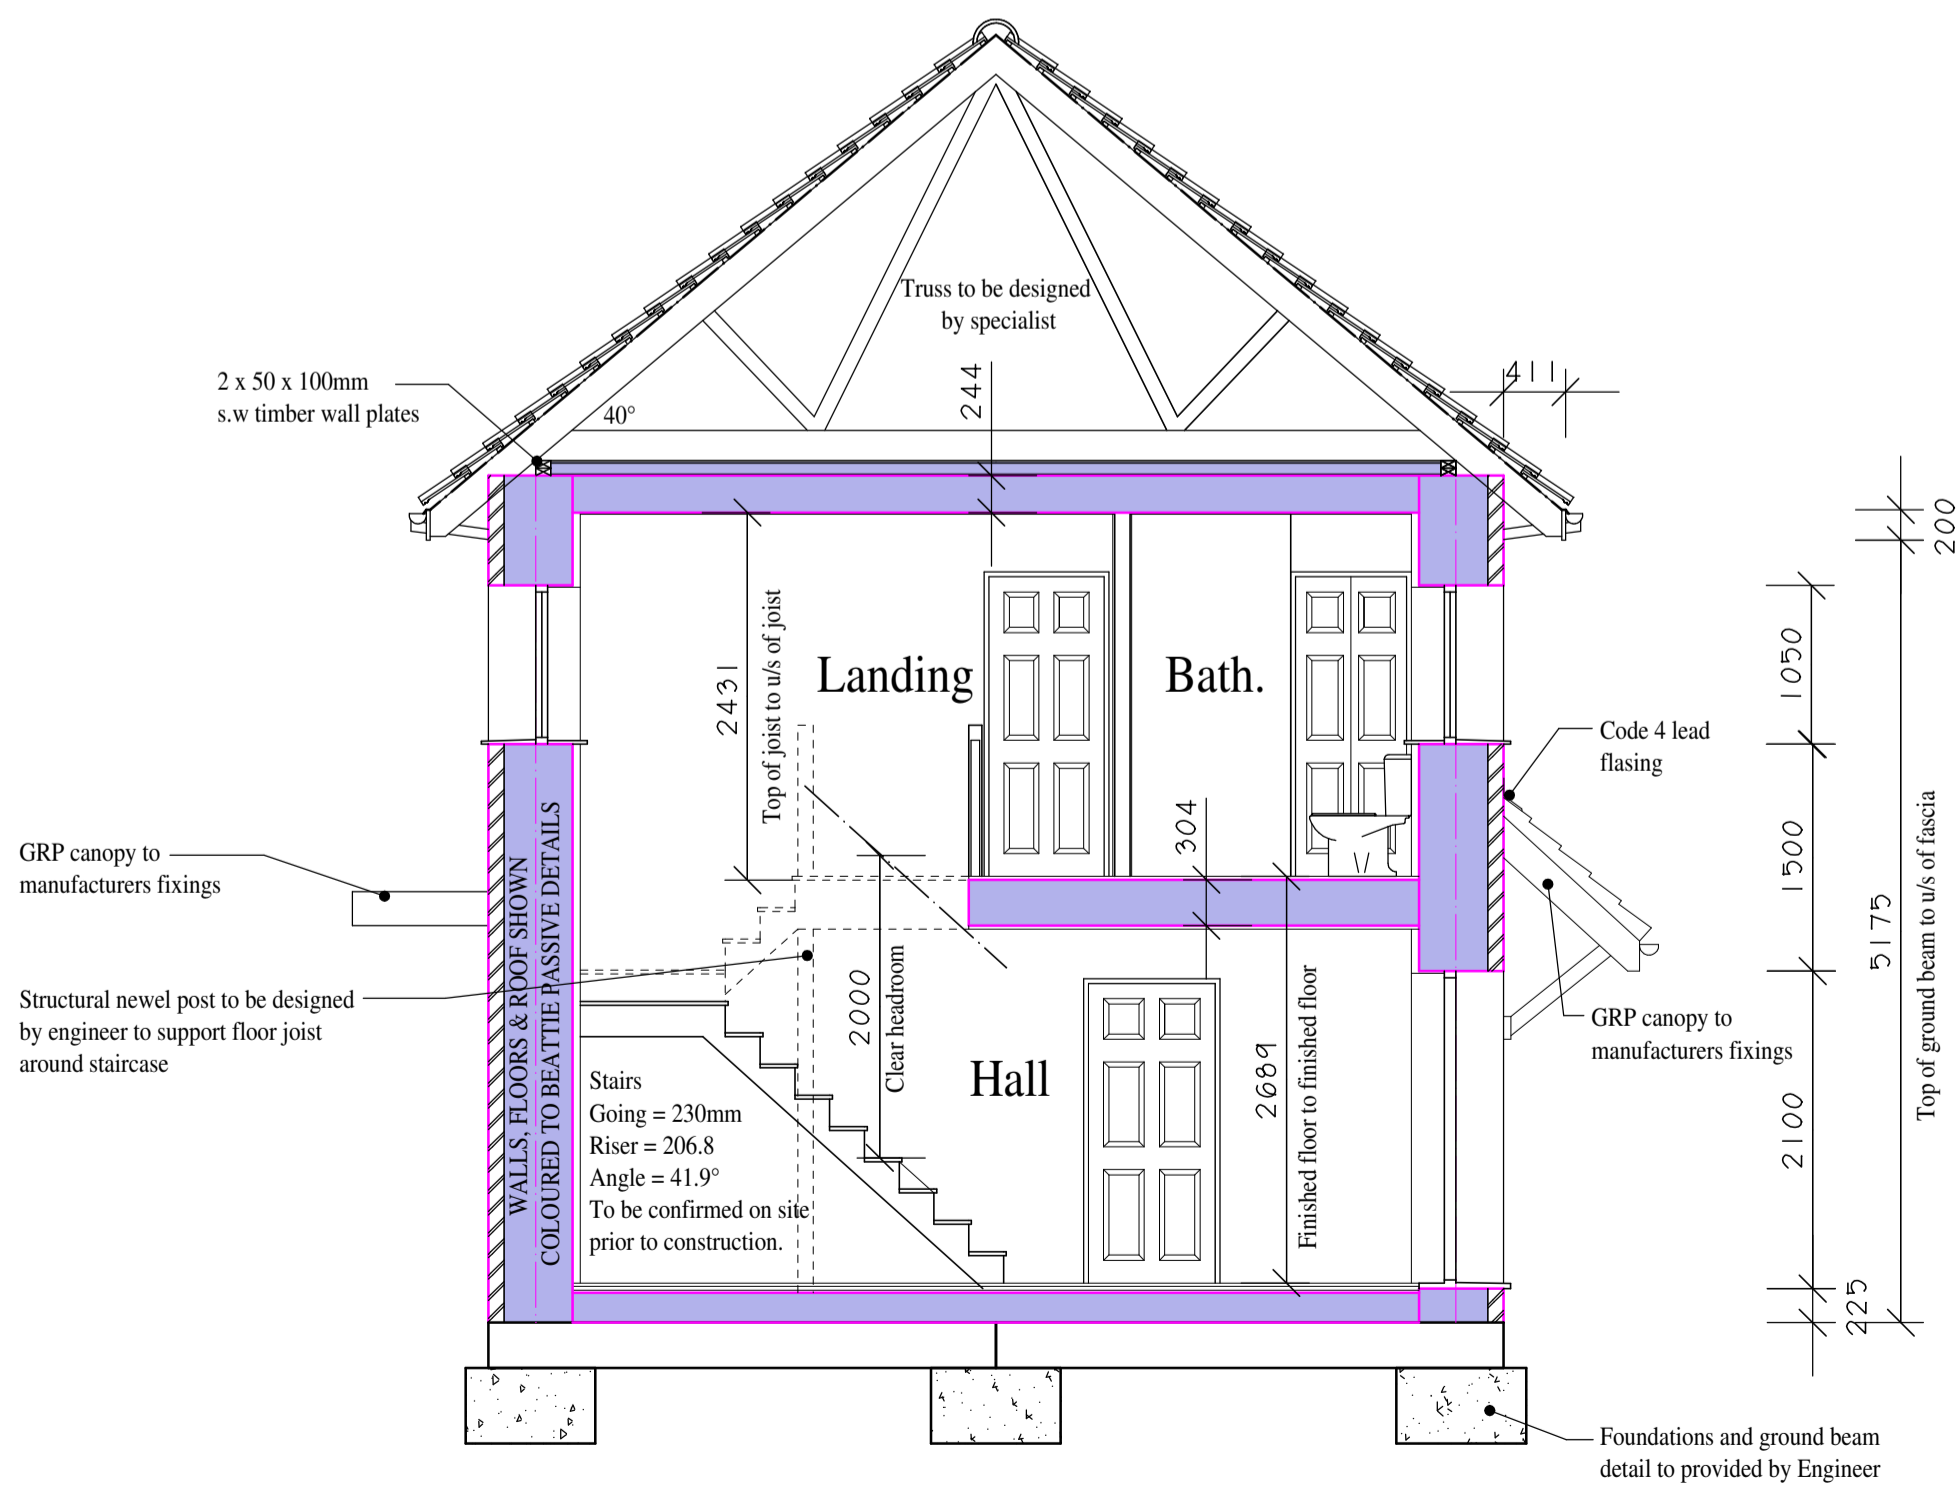 Truss to be designed
by specialist
244
411
2 x 50 x 100mm
s.w timber wall plates
40°
200
1050
2431
Top of joist to u/s of joist
Landing
Bath.
Code 4 lead
flasing
304
1500
GRP canopy to
manufacturers fixings
WALLS, FLOORS & ROOF SHOWN
COLOURED TO BEATTIE PASSIVE DETAILS
5175
Top of ground beam to u/s of fascia
Structural newel post to be designed
by engineer to support floor joist
around staircase
2000
Clear headroom
GRP canopy to
manufacturers fixings
Hall
2689
Finished floor to finished floor
2100
Stairs
Going = 230mm
Riser = 206.8
Angle = 41.9°
To be confirmed on site
prior to construction.
225
Foundations and ground beam
detail to provided by Engineer